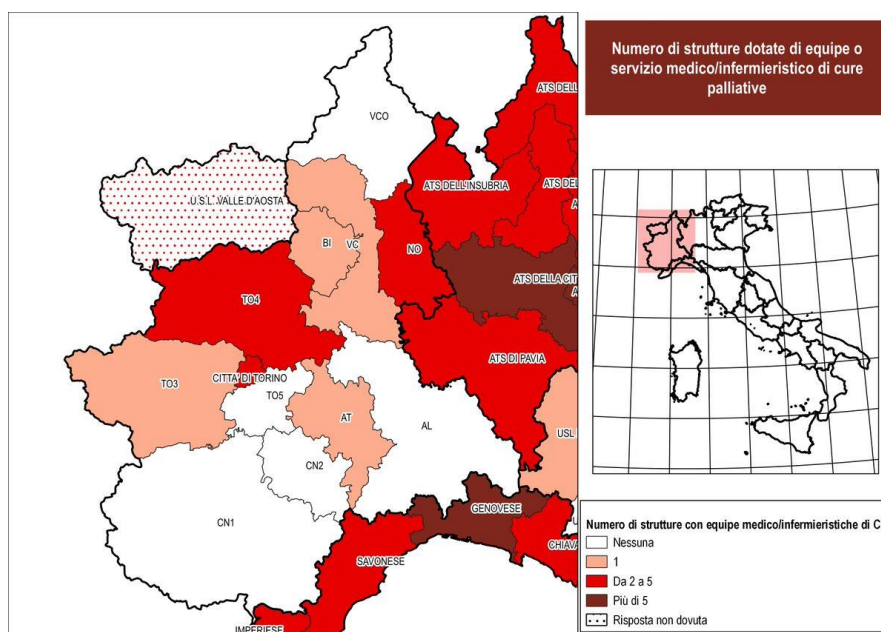 Numero di strutture dotate di equipe o
servizio medico/infermieristico di cure
palliative
ATS DELL
VCO
U.S.L. VALLE D'AOSTA
ATS DELL'INSUBRIA
ATS DEL
BI
VC
NO
ATS DELLA CIT
TO4
ATS DI PAVIA
CITTA' DI TORINO
TO3
TO5
AT
AL
USL
CN2
CN1
GENOVESE
SAVONESE
CHIAVA
IMPERIESE
Numero di strutture con equipe medico/infermieristiche di C
Nessuna
1
Da 2 a 5
Più di 5
Risposta non dovuta